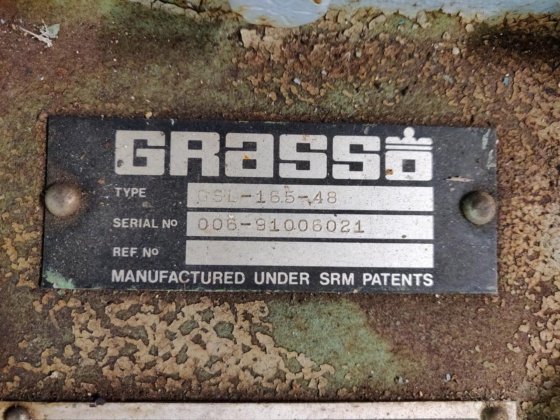 GRasso
TYPE GSL-165-48
SERIAL No 006-91006021
REF. No
MANUFACTURED UNDER SRM PATENTS